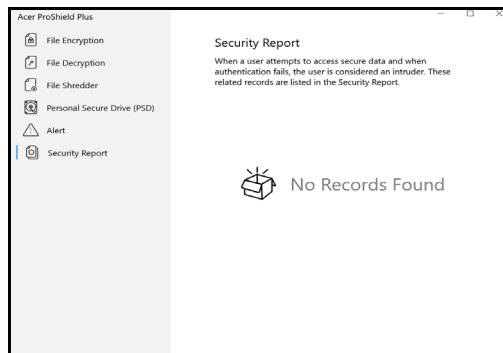 Acer ProShield Plus
File Encryption
File Decryption
File Shredder
Personal Secure Drive (PSD)
Alert
Security Report
Security Report
When a user attempts to access secure data and when
authentication fails, the user is considered an intruder. These
related records are listed in the Security Report.
No Records Found